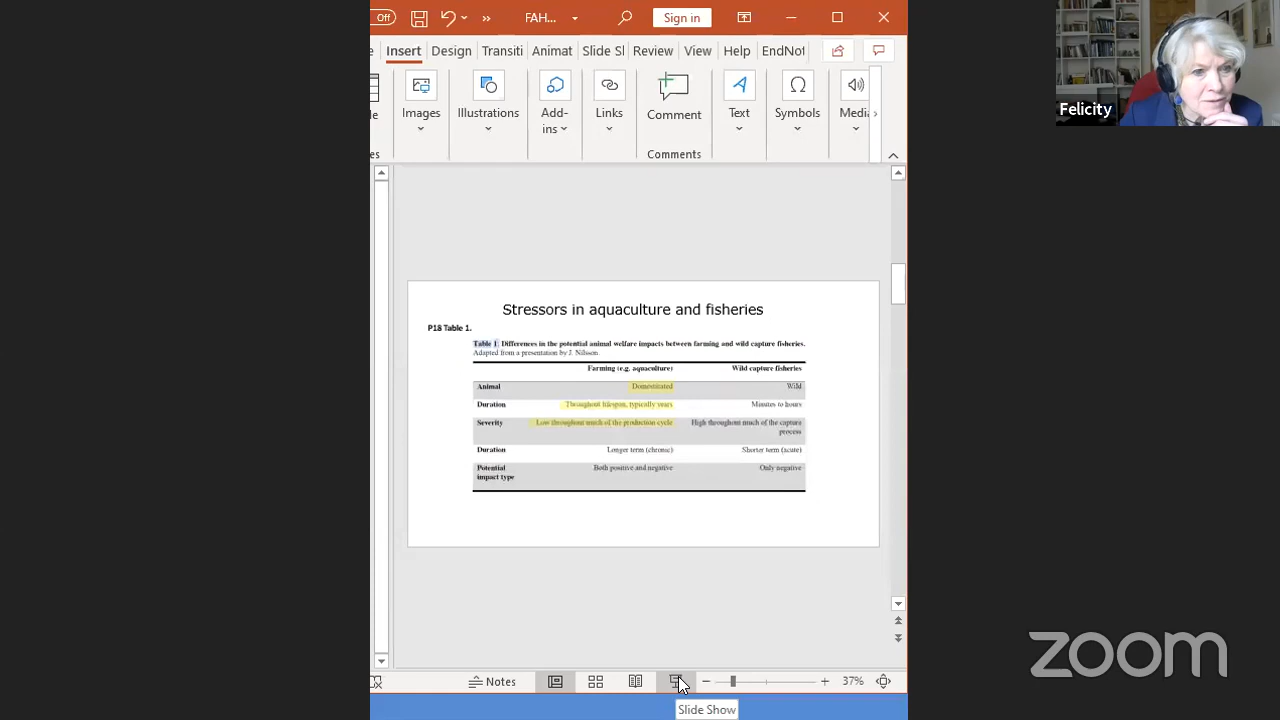 Off
FAH...
Sign in
Insert
Design
Transiti
Animat
Slide Sl
Review
View
Help
EndNot
Images
Illustrations
Add-
ins
Links
Comment
Text
Symbols
Media
Comments
Felicity
Stressors in aquaculture and fisheries
P18 Table 1.
Table 1. Differences in the potential animal welfare impacts between farming and wild capture fisheries.
Adapted from a presentation by J. Nilsson.
Farming (e.g. aquaculture) Wild capture fisheries
Animal Domesticated Wild
Duration Throughout lifespan, typically years Minutes to hours
Severity Low throughout much of the production cycle High throughout much of the capture
process
Duration Longer term (chronic) Shorter term (acute)
Potential Both positive and negative Only negative
impact type
zoom
Notes
37%
Slide Show